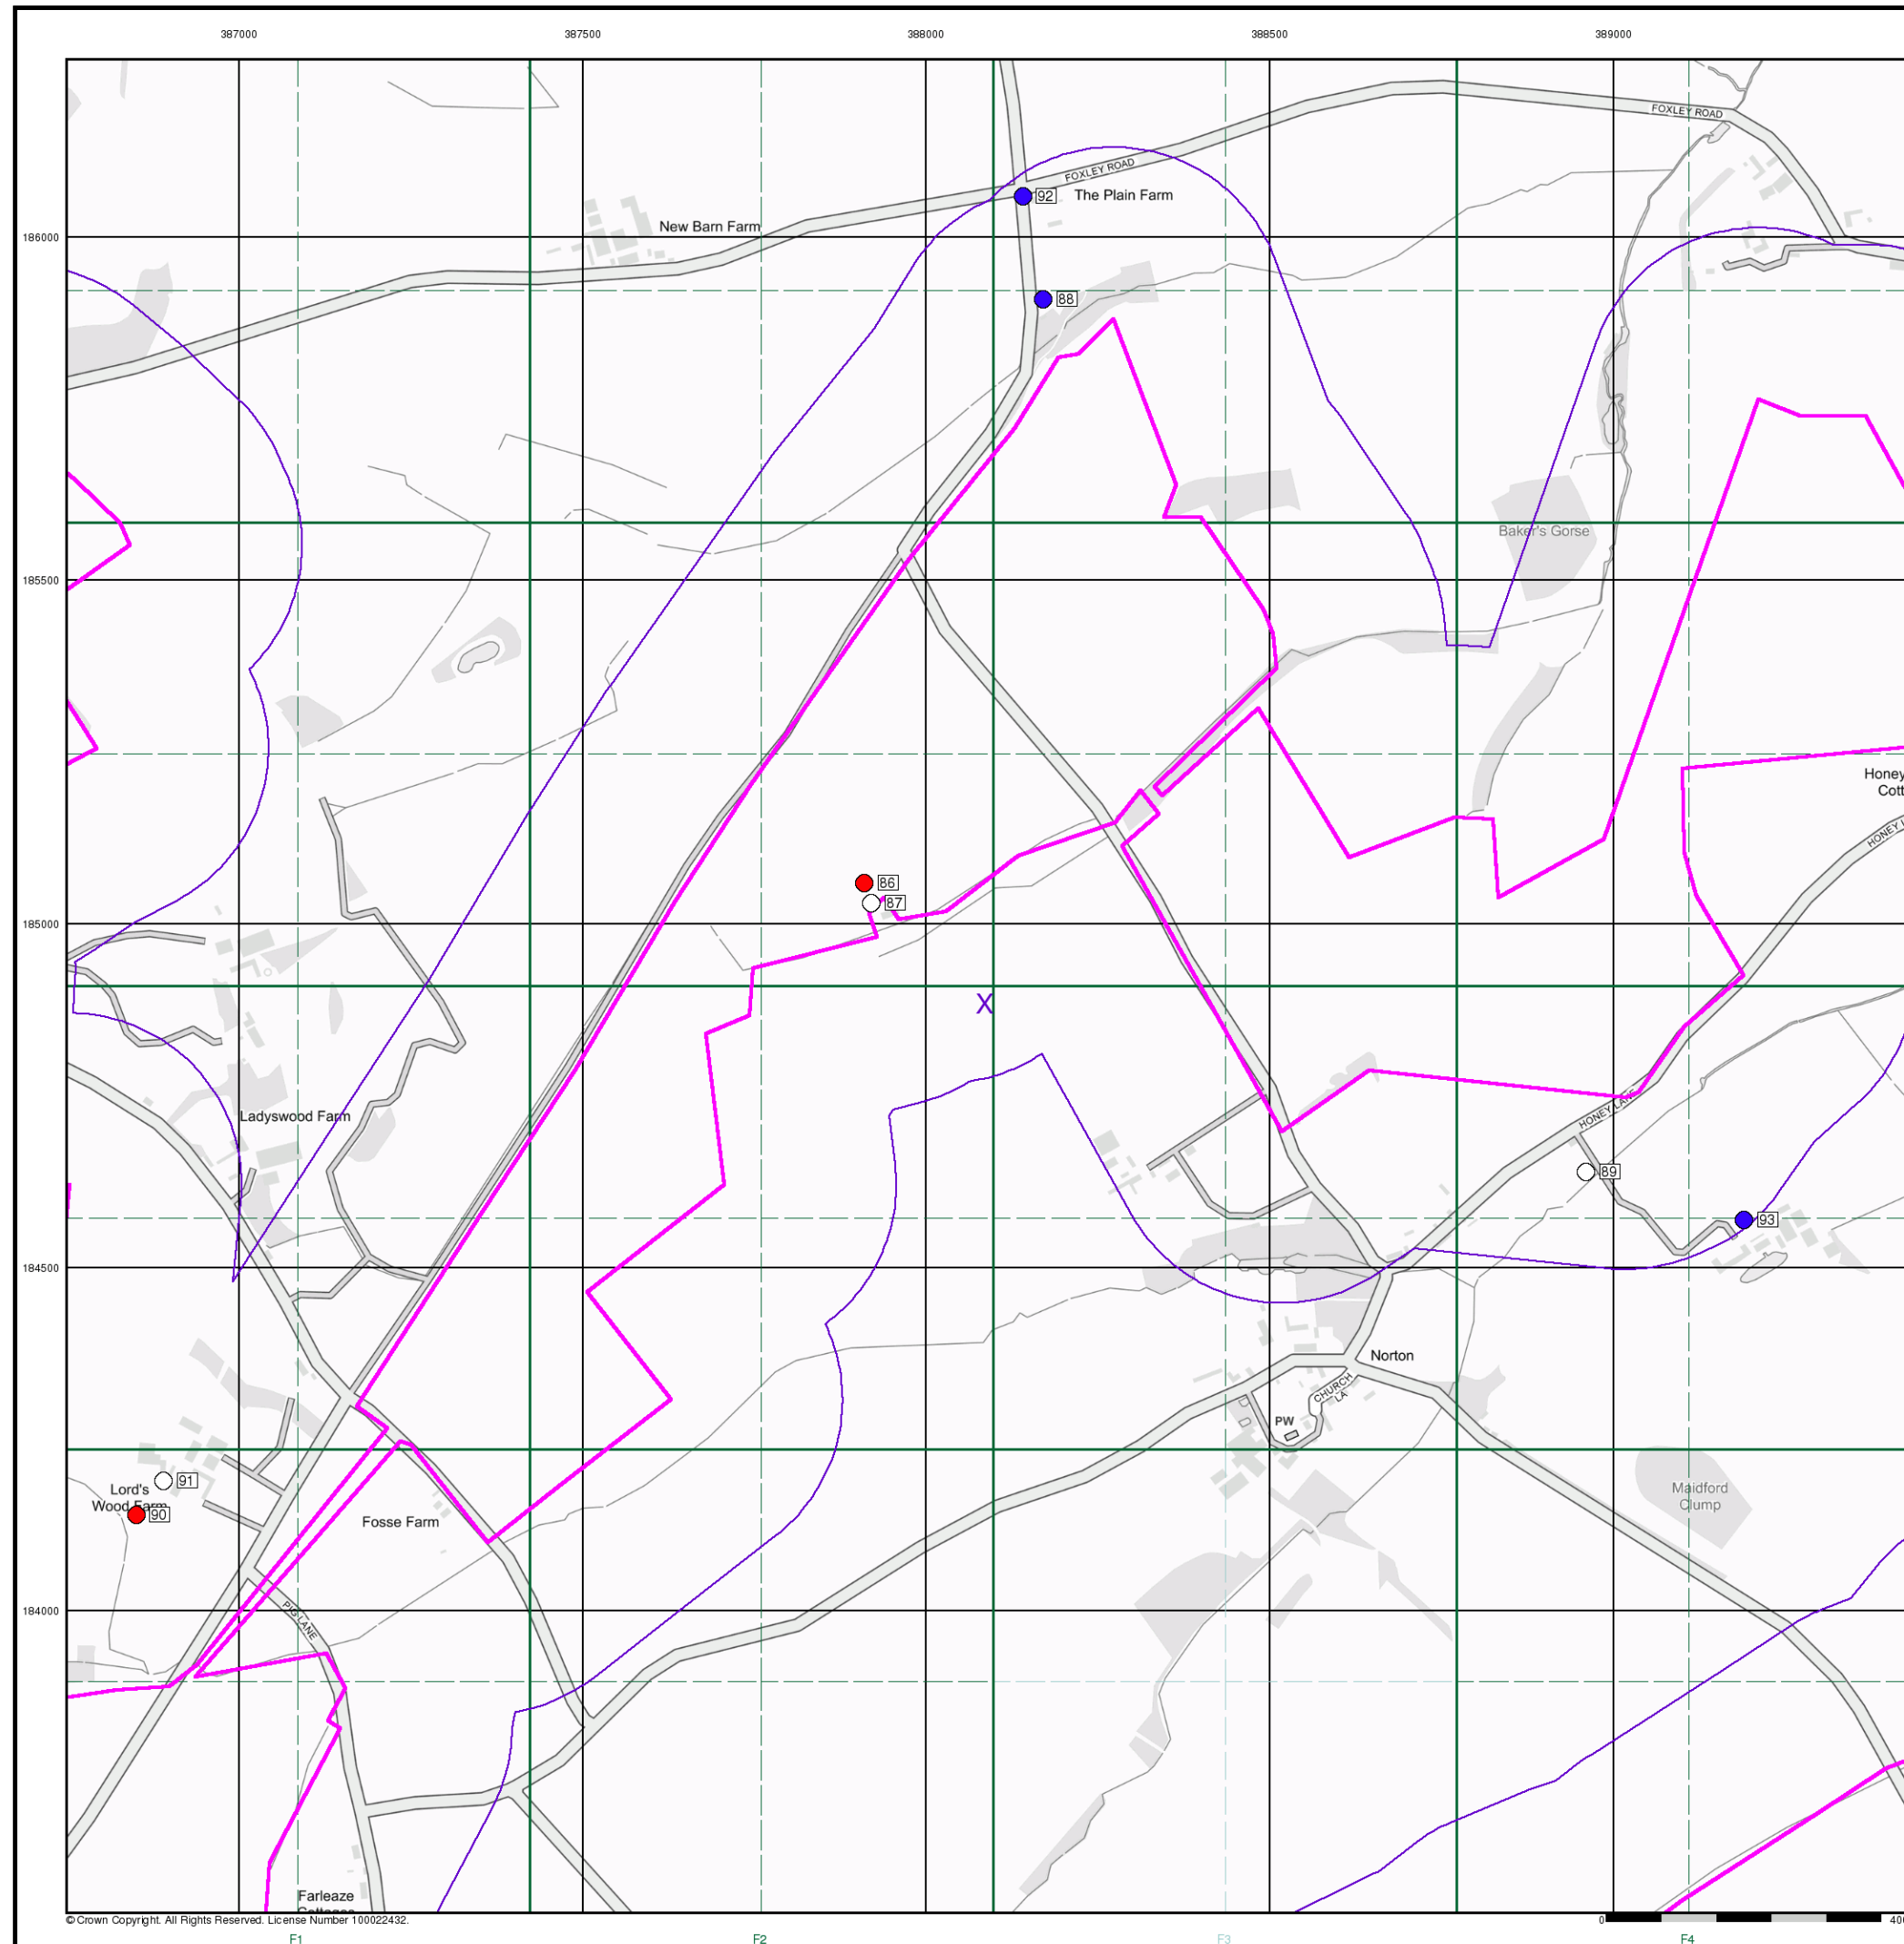 387000 387500 388000 388500 389000
FOXLEY ROAD
FOXLEY ROAD
92 The Plain Farm
New Barn Farm
186000
88
Baker's Gorse
185500
Honey
Cott
HONEY
86
87
185000
X
Ladyswood Farm
HONEY LANE
89
93
184500
Norton
CHURCH
LA
PW
91
Lord's
Wood Farm
90
Fosse Farm
Maidford
Clump
184000
PIG LANE
Farleaze
Cottages
© Crown Copyright. All Rights Reserved. License Number 100022432.
0 400
F1 F2 F3 F4